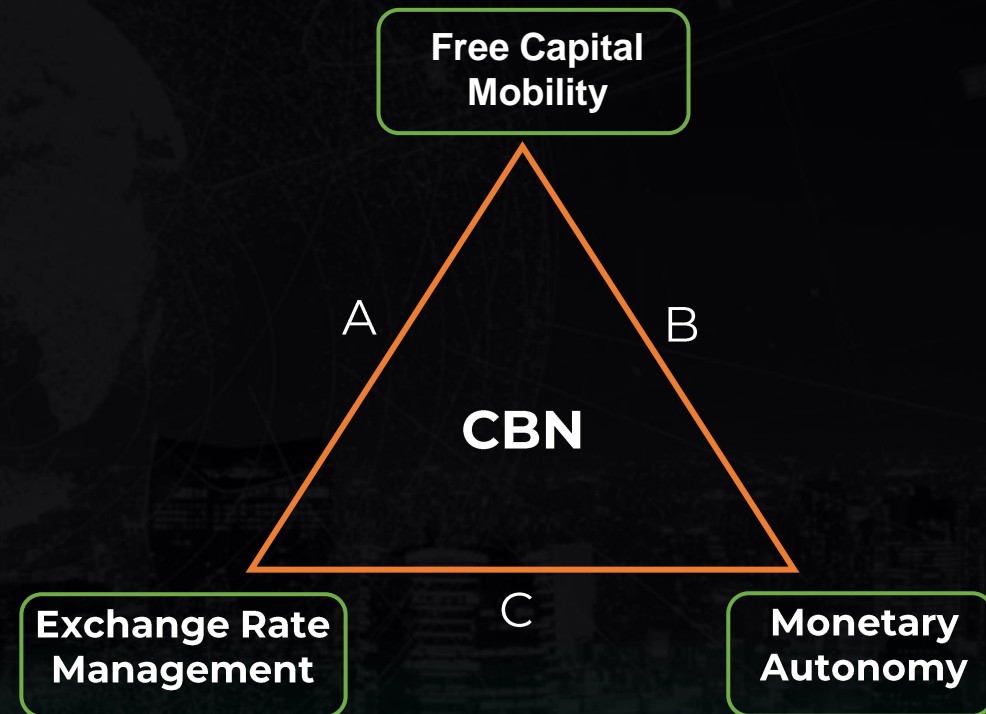 Free Capital
Mobility
A
B
CBN
C
Exchange Rate
Management
Monetary
Autonomy